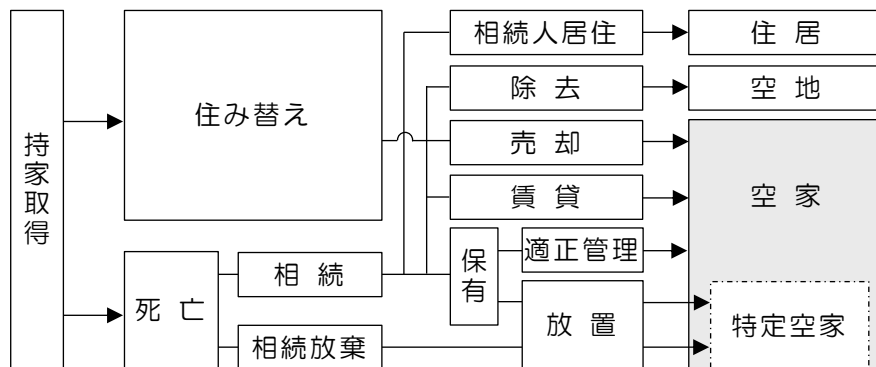 持家取得
住み替え
死 亡
相 続
相続放棄
相続人居住
除 去
売 却
賃 貸
保有
適正管理
放 置
住 居
空 地
空 家
特定空家